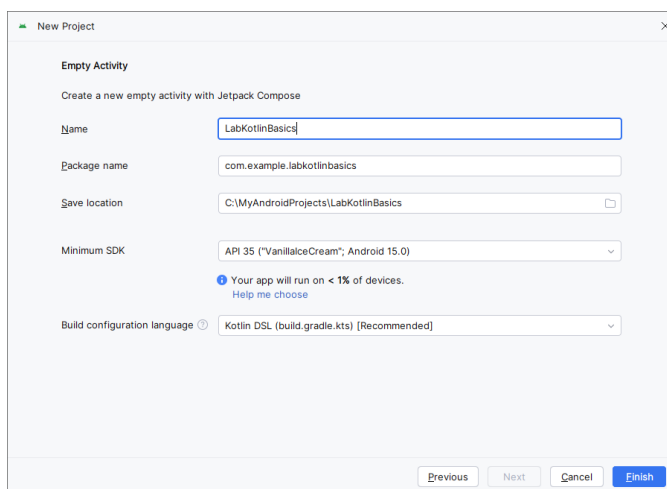 New Project
Empty Activity
Create a new empty activity with Jetpack Compose
Name LabKotlinBasics
Package name com.example.labkotlinbasics
Save location C:\MyAndroidProjects\LabKotlinBasics
Minimum SDK API 35 ("VanillaIceCream"; Android 15.0)
Your app will run on < 1% of devices.
Help me choose
Build configuration language ? Kotlin DSL (build.gradle.kts) [Recommended]
Previous Next Cancel Finish